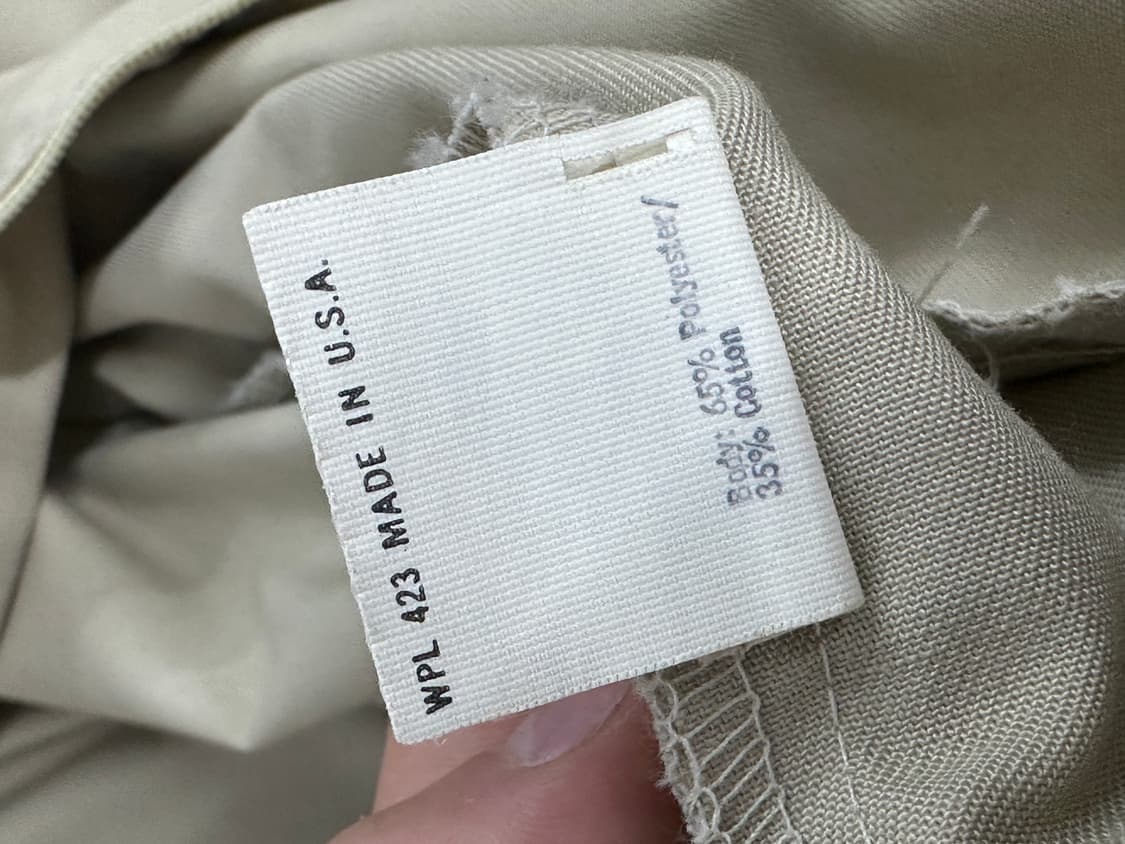 WPL 423 MADE IN U.S.A.
Body: 65% Polyester/
35% Cotton